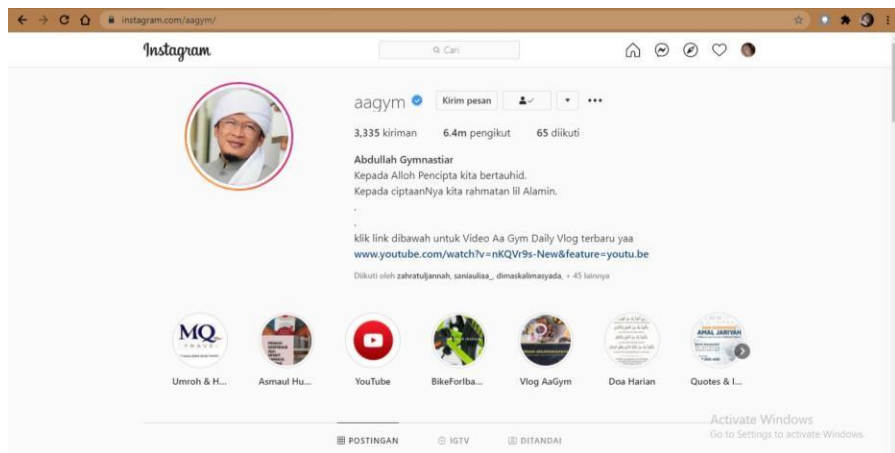 instagram.com/aagym/
Instagram
Cari
aagym Kirim pesan
3,335 kiriman 6.4m pengikut 65 diikuti
Abdullah Gymnastiar
Kepada Alloh Pencipta kita bertauhid.
Kepada ciptaanNya kita rahmatan lil Alamin.
.
.
klik link dibawah untuk Video Aa Gym Daily Vlog terbaru yaa
www.youtube.com/watch?v=nKQVr9s-New&feature=youtu.be
Diikuti oleh zahratuljannah, saniauliaa_, dimaskalimasyada, + 45 lainnya
MQ
TRAVEL
AMAL JARIYAH
Umroh & H... Asmaul Hu... YouTube BikeForIba... Vlog AaGym Doa Harian Quotes & I...
Activate Windows
Go to Settings to activate Windows.
POSTINGAN IGTV DITANDAI